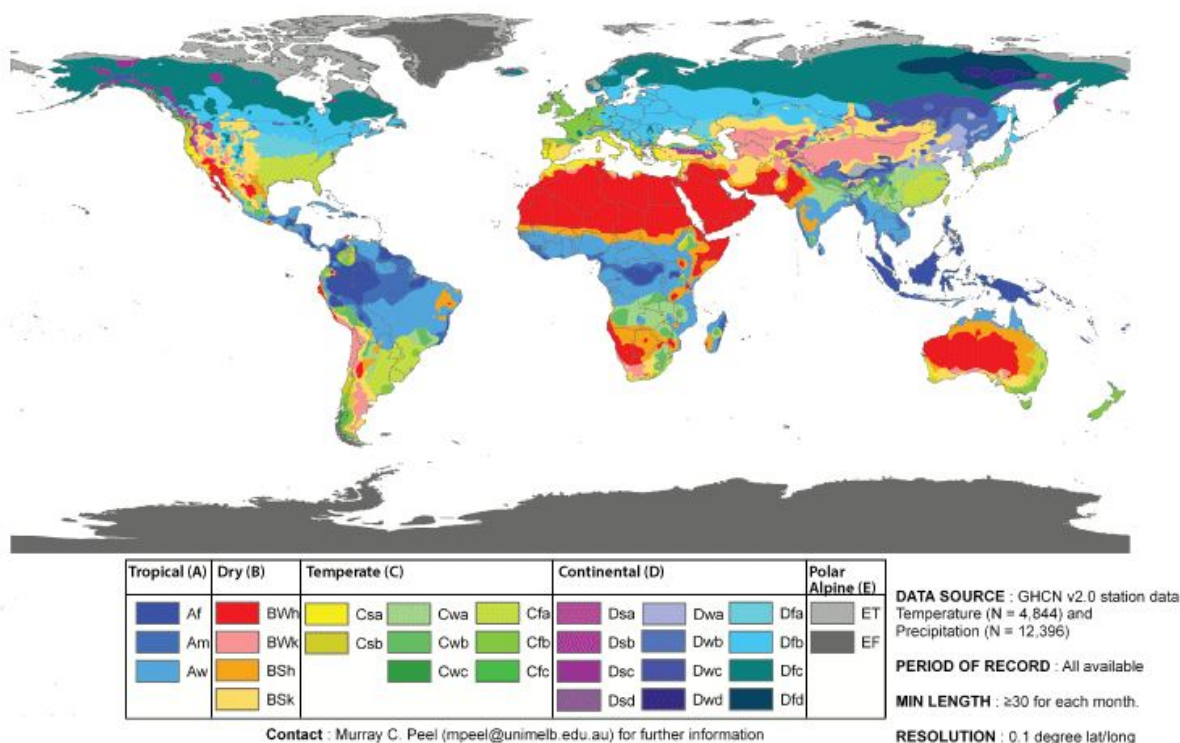 Tropical (A) Dry (B) Temperate (C) Continental (D) Polar
Alpine (E)
Af BWh Csa Cwa Cfa Dsa Dwa Dfa ET
Am BWk Csb Cwb Cfb Dsb Dwb Dfb EF
Aw BSh Cwc Cfc Dsc Dwc Dfc
BSk Dsd Dwd Dfd
DATA SOURCE : GHCN v2.0 station data
Temperature (N = 4,844) and
Precipitation (N = 12,396)
PERIOD OF RECORD : All available
MIN LENGTH : ≥30 for each month.
RESOLUTION : 0.1 degree lat/long
Contact : Murray C. Peel (mpeel@unimelb.edu.au) for further information